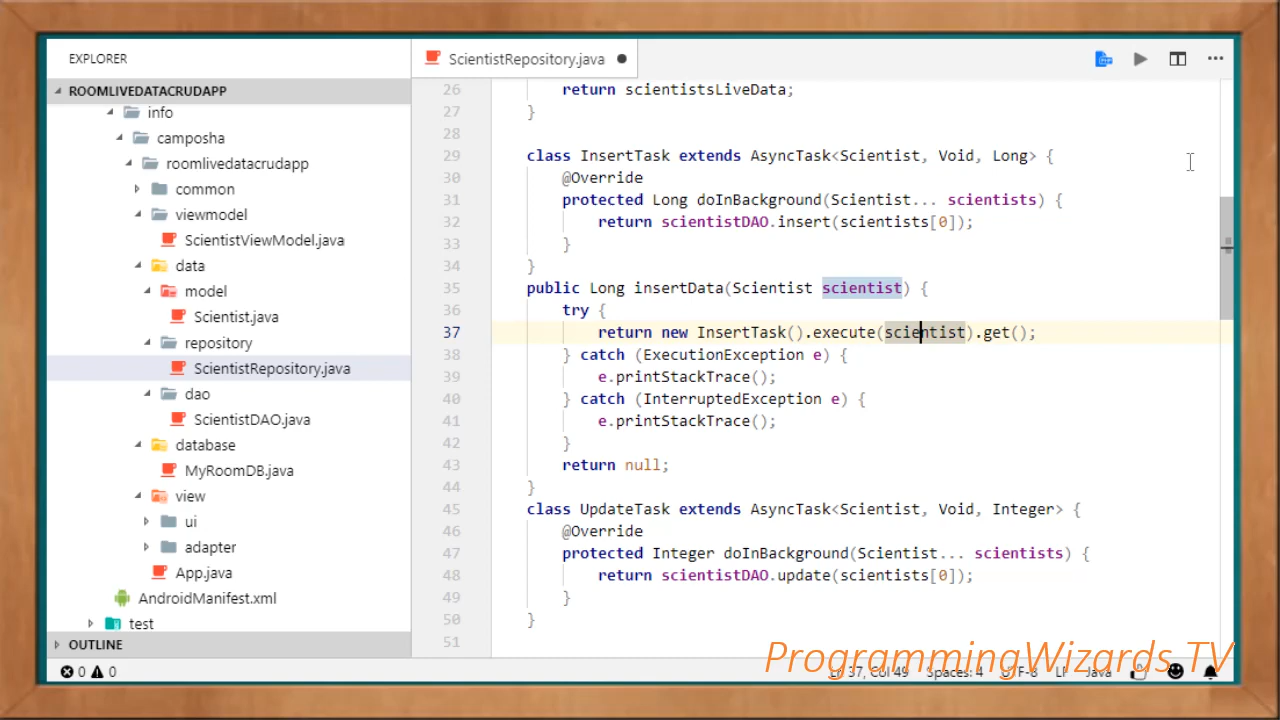 EXPLORER
ROOMLIVEDATACRUDAPP
info
camposha
roomlivedatacrudapp
common
viewmodel
ScientistViewModel.java
data
model
Scientist.java
repository
ScientistRepository.java
dao
ScientistDAO.java
database
MyRoomDB.java
view
ui
adapter
App.java
AndroidManifest.xml
test
OUTLINE
ScientistRepository.java
26 return scientistsLiveData;
27 }
28
29 class InsertTask extends AsyncTask<Scientist, Void, Long> {
30 @Override
31 protected Long doInBackground(Scientist... scientists) {
32 return scientistDAO.insert(scientists[0]);
33 }
34 }
35 public Long insertData(Scientist scientist) {
36 try {
37 return new InsertTask().execute(scientist).get();
38 } catch (ExecutionException e) {
39 e.printStackTrace();
40 } catch (InterruptedException e) {
41 e.printStackTrace();
42 }
43 return null;
44 }
45 class UpdateTask extends AsyncTask<Scientist, Void, Integer> {
46 @Override
47 protected Integer doInBackground(Scientist... scientists) {
48 return scientistDAO.update(scientists[0]);
49 }
50 }
51
ProgrammingWizards TV
0 0 Ln 37, Col 49 Spaces: 4 UTF-8 LF Java